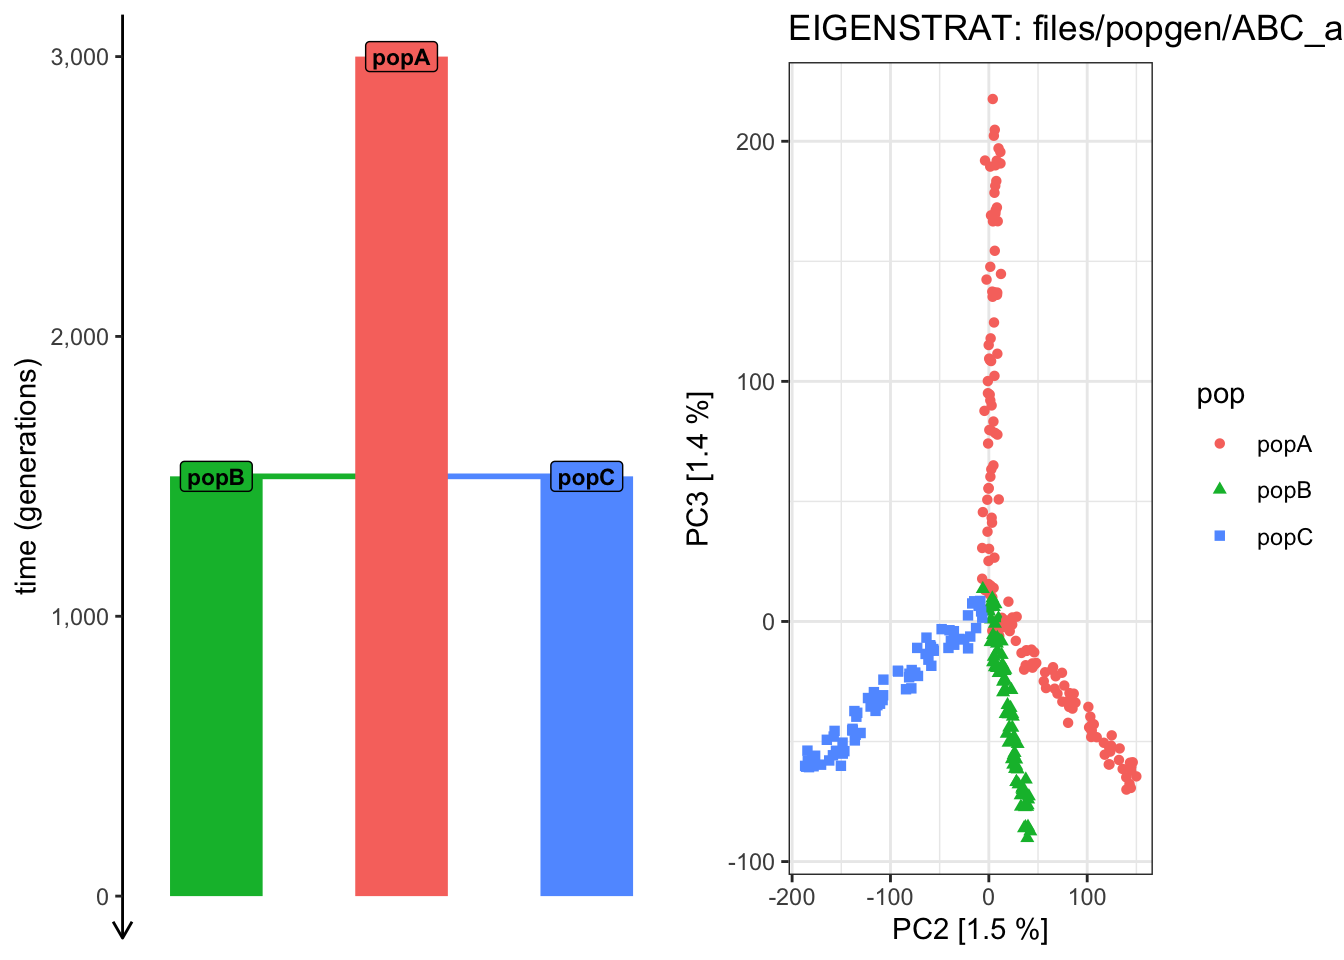 time (generations)
3,000
2,000
1,000
0
popA
popB
popC
EIGENSTRAT: files/popgen/ABC_a
PC3 [1.4 %]
200
100
0
-100
-200
-100
0
100
PC2 [1.5 %]
pop
popA
popB
popC